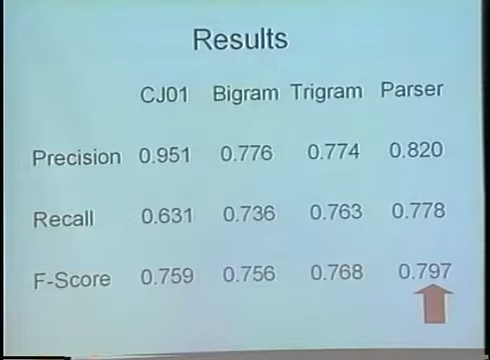 Results
CJ01 Bigram Trigram Parser
Precision 0.951 0.776 0.774 0.820
Recall 0.631 0.736 0.763 0.778
F-Score 0.759 0.756 0.768 0.797